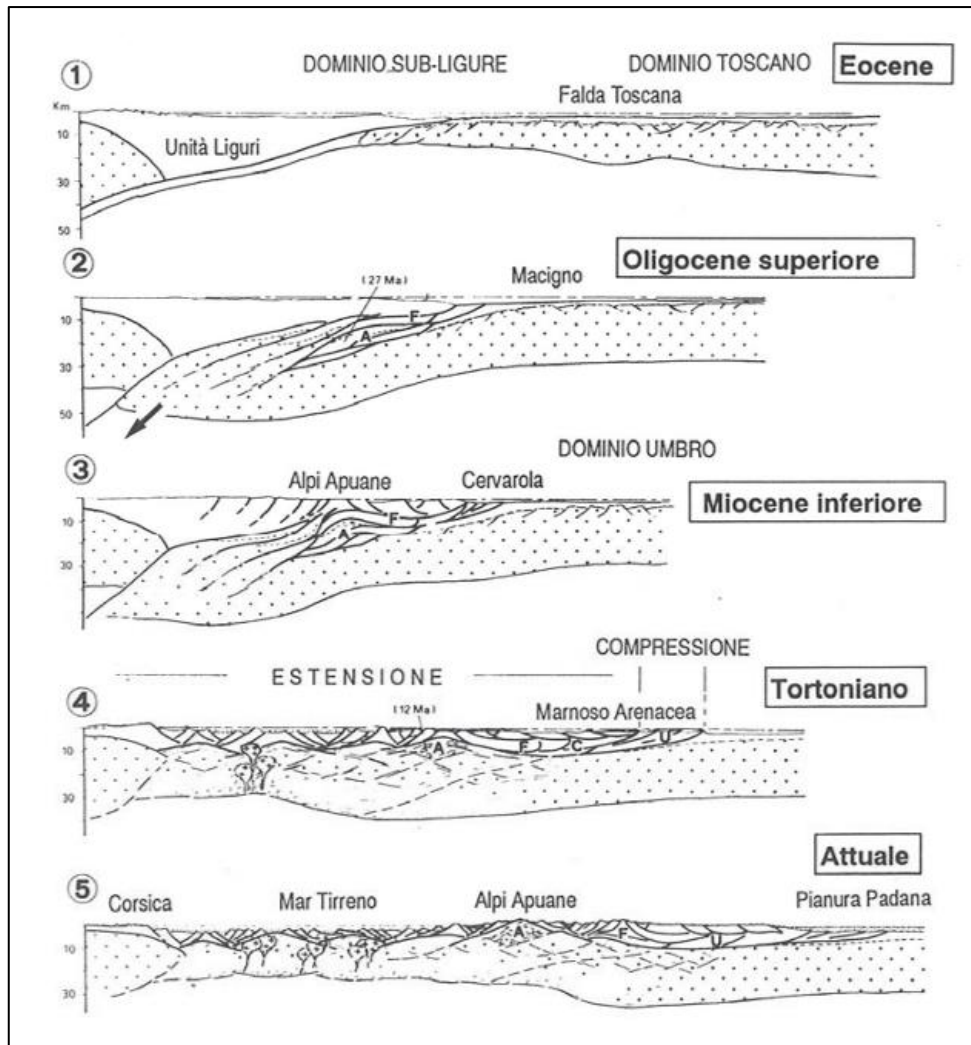 DOMINIO SUB-LIGURE DOMINIO TOSCANO Eocene
1
Falda Toscana
Km
10
Unità Liguri
30
50
2
Oligocene superiore
(27 Ma)
Macigno
10
F
A
30
50
DOMINIO UMBRO
3
Alpi Apuane Cervarola Miocene inferiore
10
F
A
30
COMPRESSIONE
ESTENSIONE
4
Tortoniano
(12 Ma)
Marnoso Arenacea
10
A F C U
30
Attuale
5
Corsica Mar Tirreno Alpi Apuane Pianura Padana
A F
10
U
30